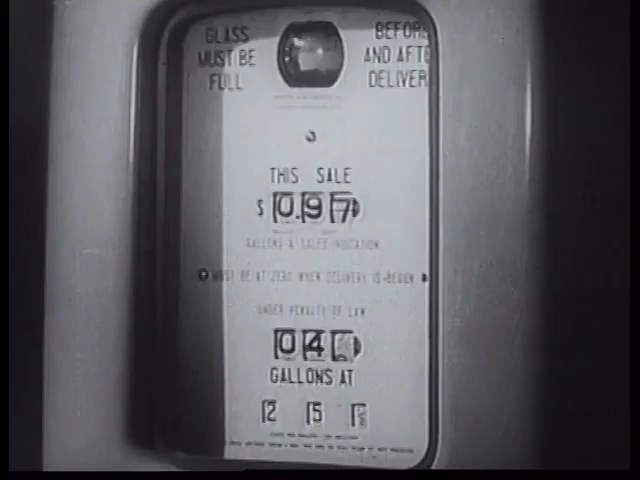 GLASS
MUST BE
FULL
BEFOR
AND AFTE
DELIVER
THIS SALE
$ 0.97
GALLONS & SALES INDICATION
MUST BE AT ZERO WHEN DELIVERY IS BEGUN
UNDER PENALTY OF LAW
04
GALLONS AT
2 5